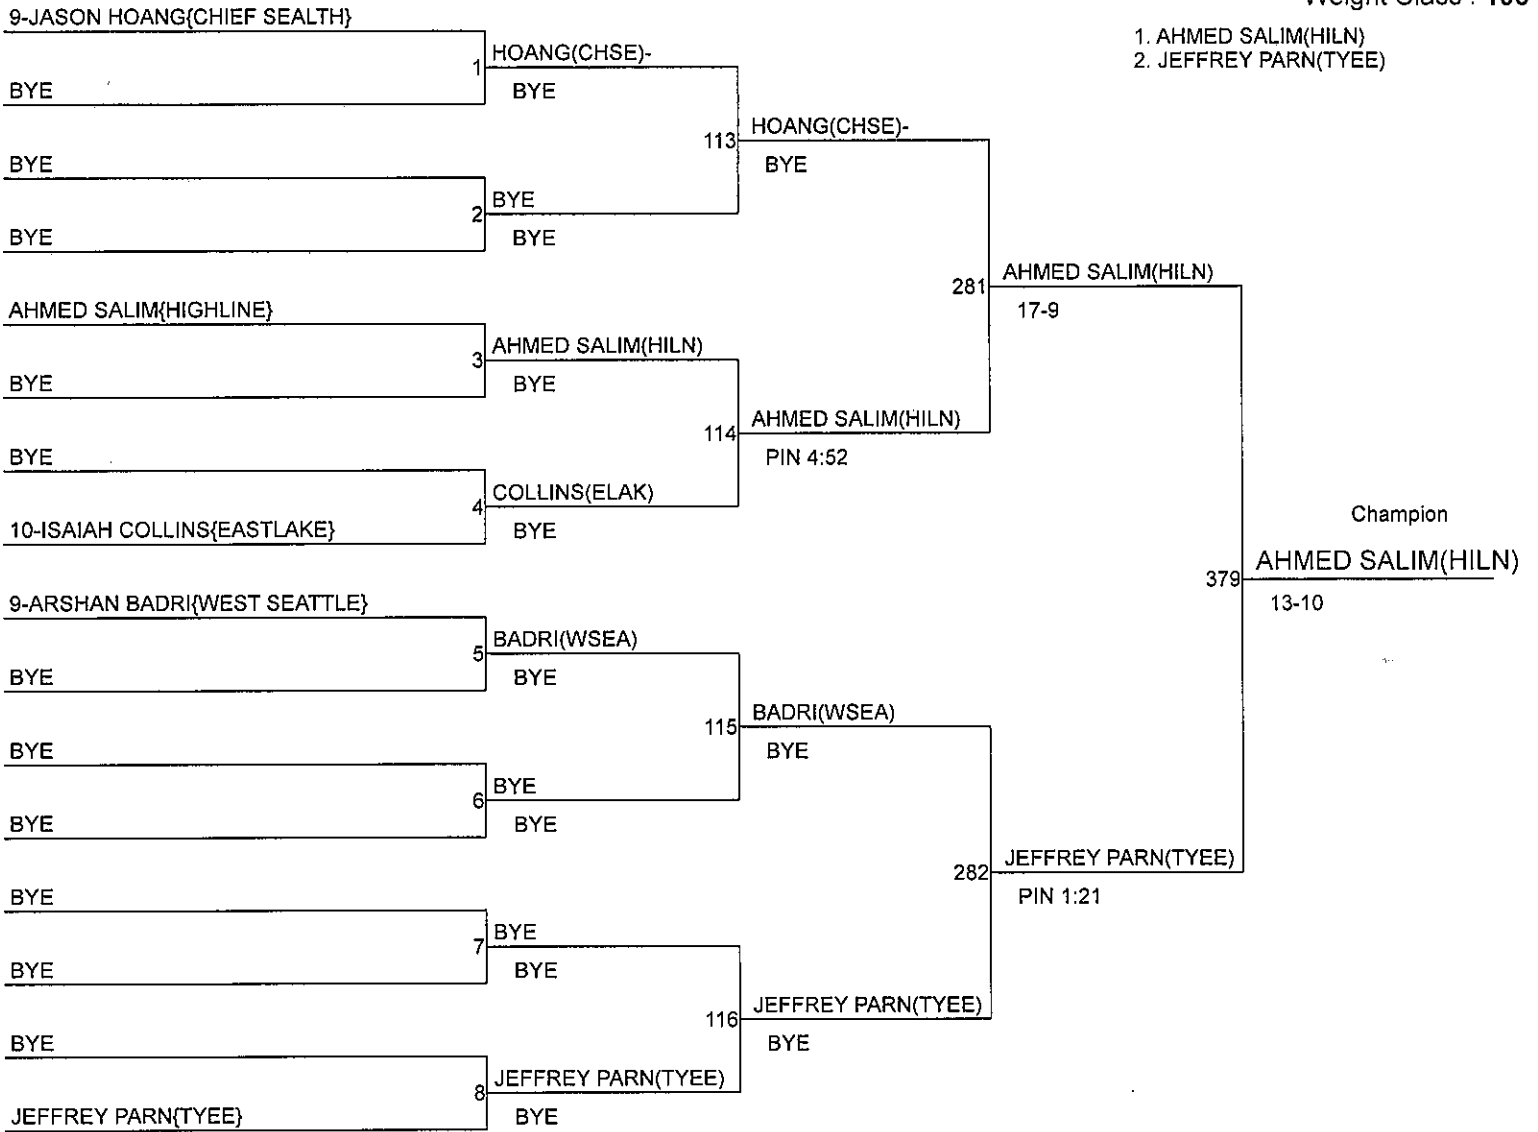 Weight Class :
1. AHMED SALIM(HILN)
2. JEFFREY PARN(TYEE)
9-JASON HOANG{CHIEF SEALTH}
1
HOANG(CHSE)-
BYE
BYE
113
HOANG(CHSE)-
BYE
BYE
2
BYE
BYE
BYE
281
AHMED SALIM(HILN)
17-9
AHMED SALIM{HIGHLINE}
3
AHMED SALIM(HILN)
BYE
BYE
114
AHMED SALIM(HILN)
PIN 4:52
BYE
4
COLLINS(ELAK)
BYE
10-ISAIAH COLLINS{EASTLAKE}
Champion
379
AHMED SALIM(HILN)
13-10
9-ARSHAN BADRI{WEST SEATTLE}
5
BADRI(WSEA)
BYE
BYE
115
BADRI(WSEA)
BYE
BYE
6
BYE
BYE
BYE
282
JEFFREY PARN(TYEE)
PIN 1:21
BYE
7
BYE
BYE
BYE
116
JEFFREY PARN(TYEE)
BYE
BYE
8
JEFFREY PARN(TYEE)
BYE
JEFFREY PARN{TYEE}